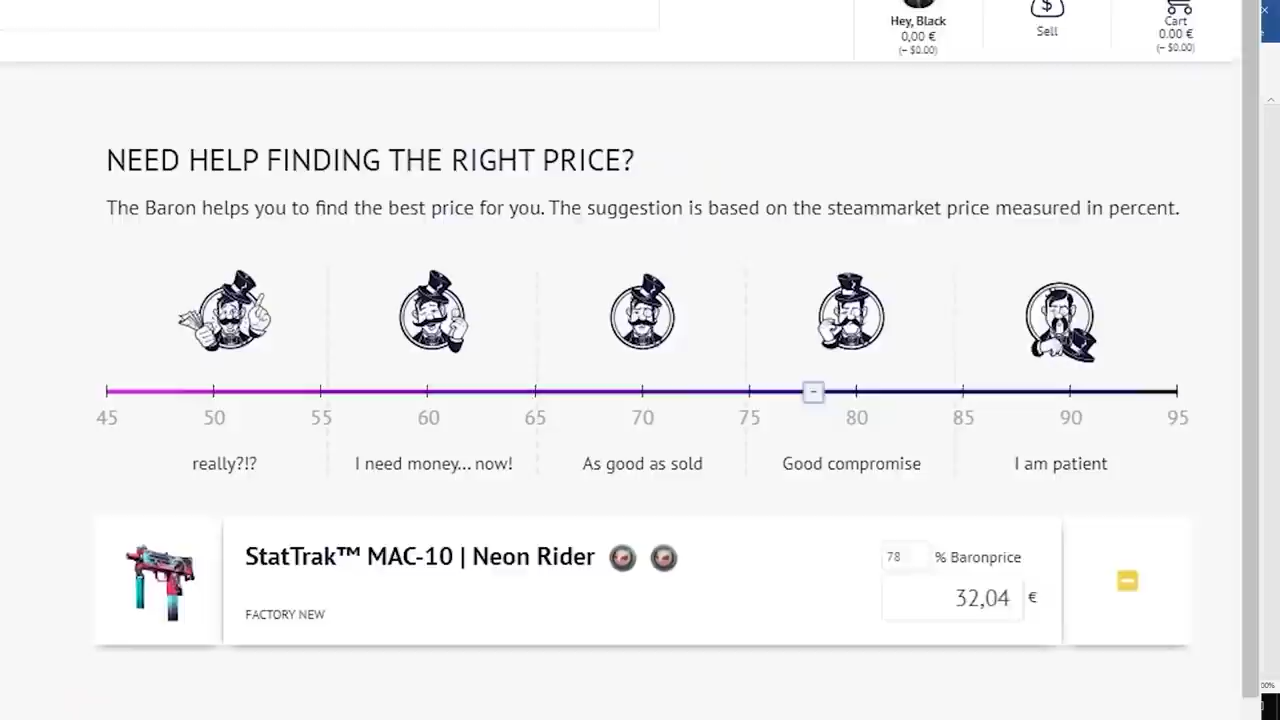 Hey, Black
0,00 €
(~ $0.00)
Sell
Cart
0.00 €
(~ $0.00)
NEED HELP FINDING THE RIGHT PRICE?
The Baron helps you to find the best price for you. The suggestion is based on the steammarket price measured in percent.
45 50 55 60 65 70 75 80 85 90 95
really?!? I need money... now! As good as sold Good compromise I am patient
StatTrak™ MAC-10 | Neon Rider
78 % Baronprice
32,04 €
FACTORY NEW